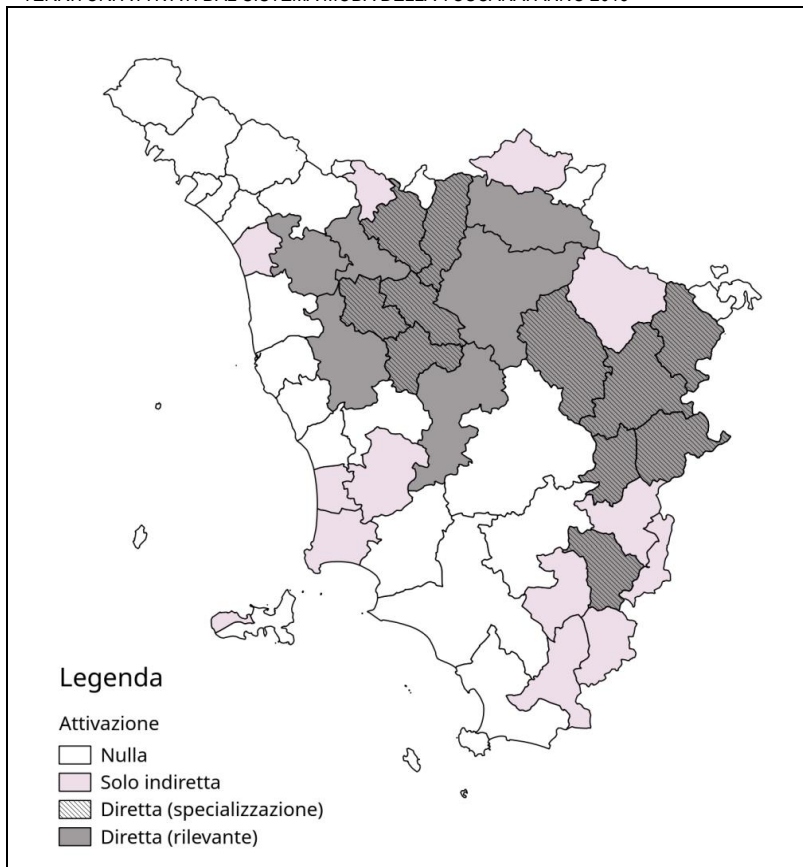 Legenda
Attivazione
Nulla
Solo indiretta
Diretta (specializzazione)
Diretta (rilevante)